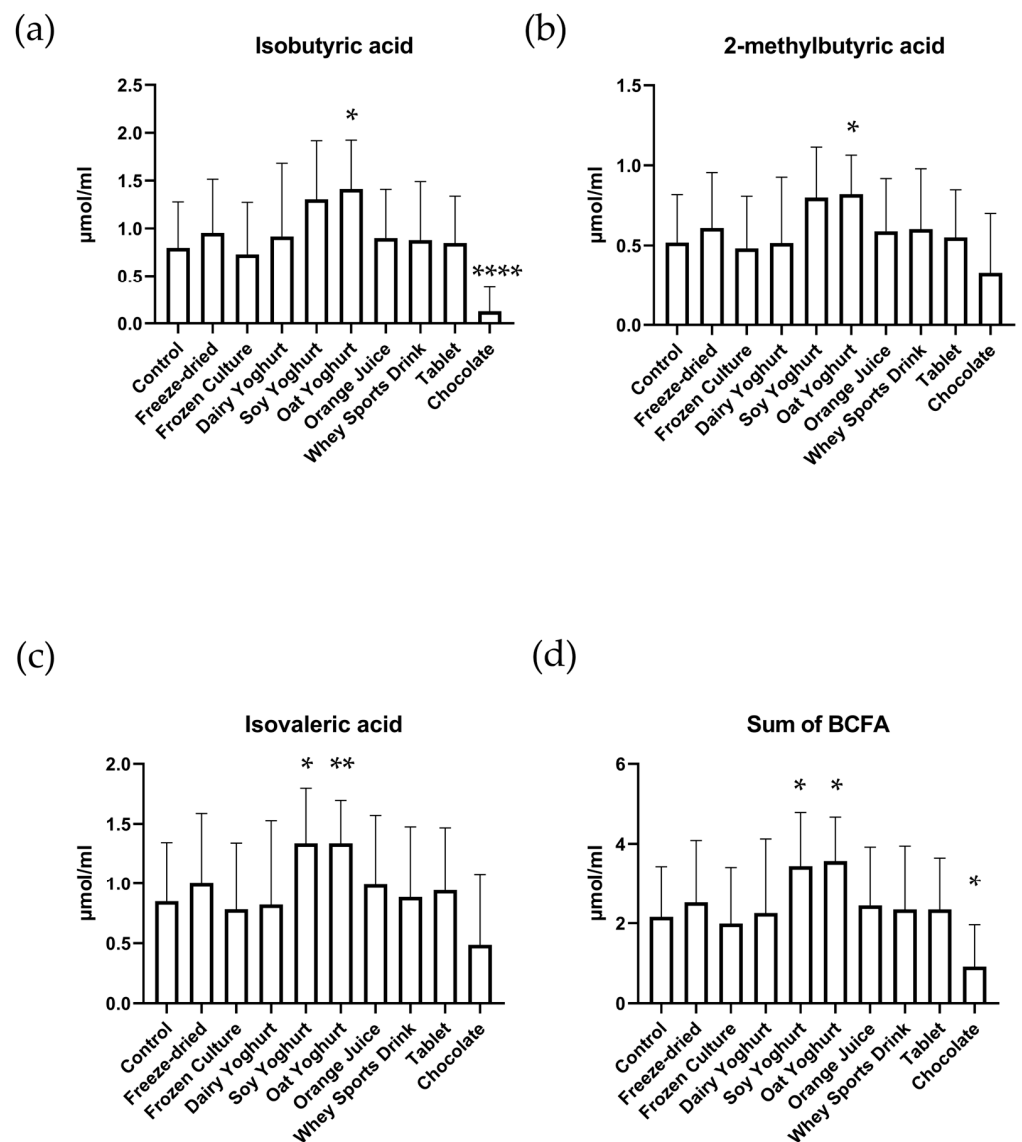 (a)
Isobutyric acid
µmol/ml
2.5
2.0
1.5
1.0
0.5
0.0
*
****
Control
Freeze-dried
Frozen Culture
Dairy Yoghurt
Soy Yoghurt
Oat Yoghurt
Orange Juice
Whey Sports Drink
Tablet
Chocolate
(b)
2-methylbutyric acid
µmol/ml
1.5
1.0
0.5
0.0
*
Control
Freeze-dried
Frozen Culture
Dairy Yoghurt
Soy Yoghurt
Oat Yoghurt
Orange Juice
Whey Sports Drink
Tablet
Chocolate
(c)
Isovaleric acid
µmol/ml
2.0
1.5
1.0
0.5
0.0
*
**
Control
Freeze-dried
Frozen Culture
Dairy Yoghurt
Soy Yoghurt
Oat Yoghurt
Orange Juice
Whey Sports Drink
Tablet
Chocolate
(d)
Sum of BCFA
µmol/ml
6
4
2
0
*
*
*
Control
Freeze-dried
Frozen Culture
Dairy Yoghurt
Soy Yoghurt
Oat Yoghurt
Orange Juice
Whey Sports Drink
Tablet
Chocolate